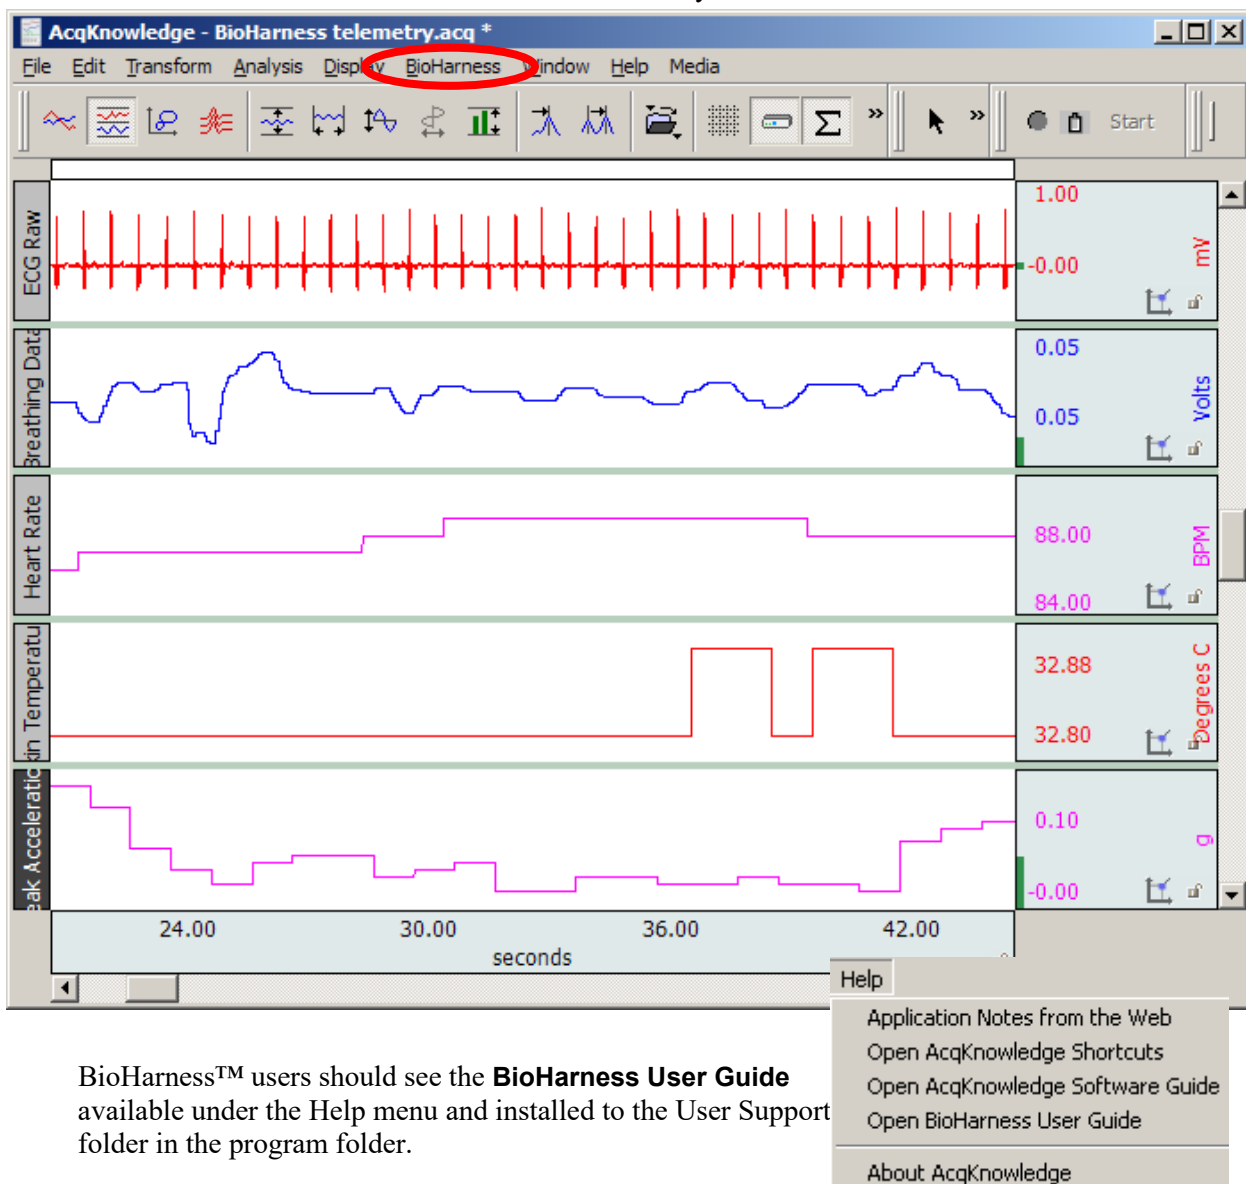 AcqKnowledge - BioHarness telemetry.acq *
File Edit Transform Analysis Display BioHarness Window Help Media
» » Start
ECG Raw
1.00
-0.00
mV
Breathing Data
0.05
0.05
Volts
Heart Rate
88.00
84.00
BPM
kin Temperatu
32.88
32.80
Degrees C
eak Acceleratio
0.10
-0.00
g
24.00 30.00 36.00 42.00
seconds
Help
Application Notes from the Web
Open AcqKnowledge Shortcuts
Open AcqKnowledge Software Guide
Open BioHarness User Guide
About AcqKnowledge
BioHarness™ users should see the BioHarness User Guide
available under the Help menu and installed to the User Support
folder in the program folder.